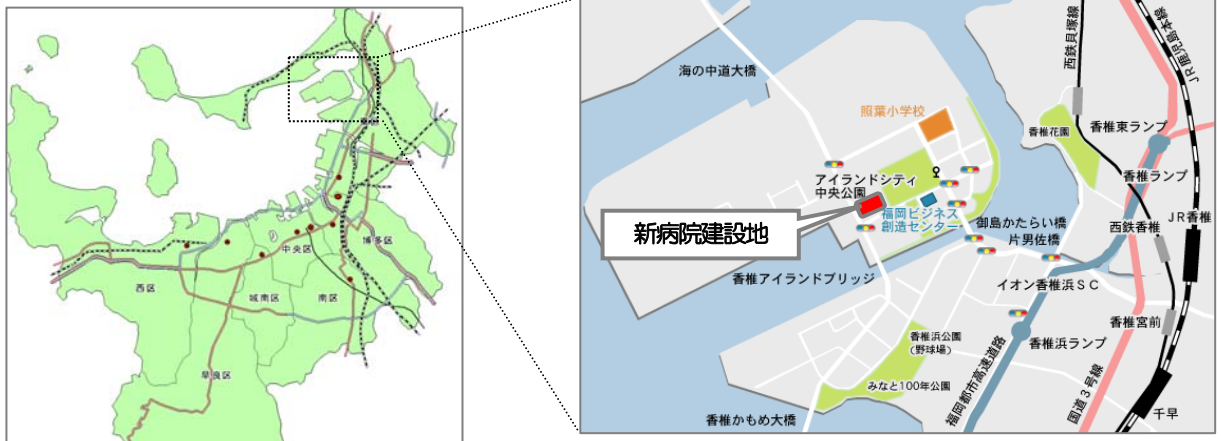 中央区
博多区
西区
城南区
南区
早良区
海の中道大橋
西鉄貝塚線
JR鹿児島本線
照葉小学校
香椎花園
香椎東ランプ
アイランドシティ
中央公園
香椎ランプ
新病院建設地
福岡ビジネス
創造センター
御島かたらい橋
片男佐橋
西鉄香椎
JR香椎
香椎アイランドブリッジ
イオン香椎浜SC
香椎浜公園
(野球場)
香椎浜ランプ
香椎宮前
みなと100年公園
福岡都市高速道路
国道3号線
香椎かもめ大橋
千早